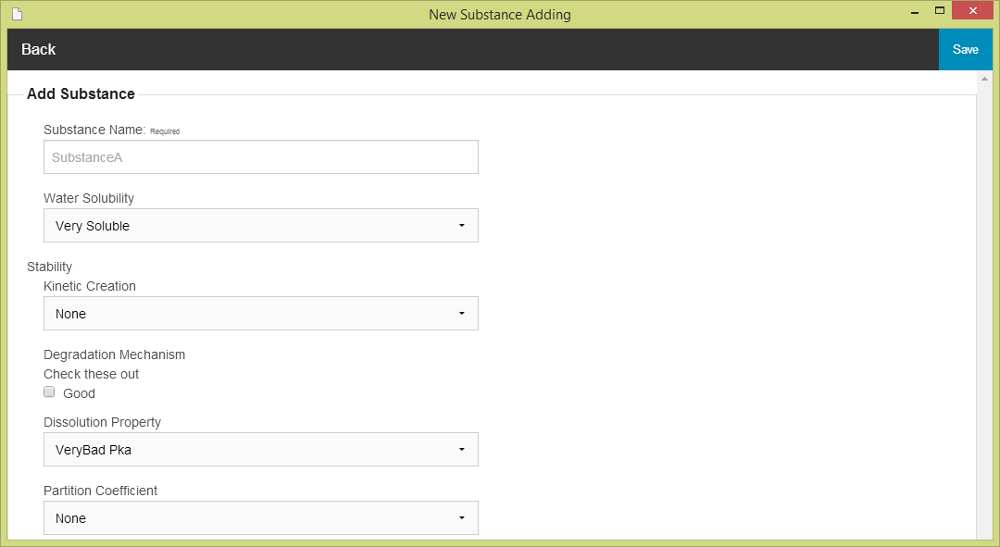 New Substance Adding
Back
Save
Add Substance
Substance Name: Required
SubstanceA
Water Solubility
Very Soluble
Stability
Kinetic Creation
None
Degradation Mechanism
Check these out
Good
Dissolution Property
VeryBad Pka
Partition Coefficient
None